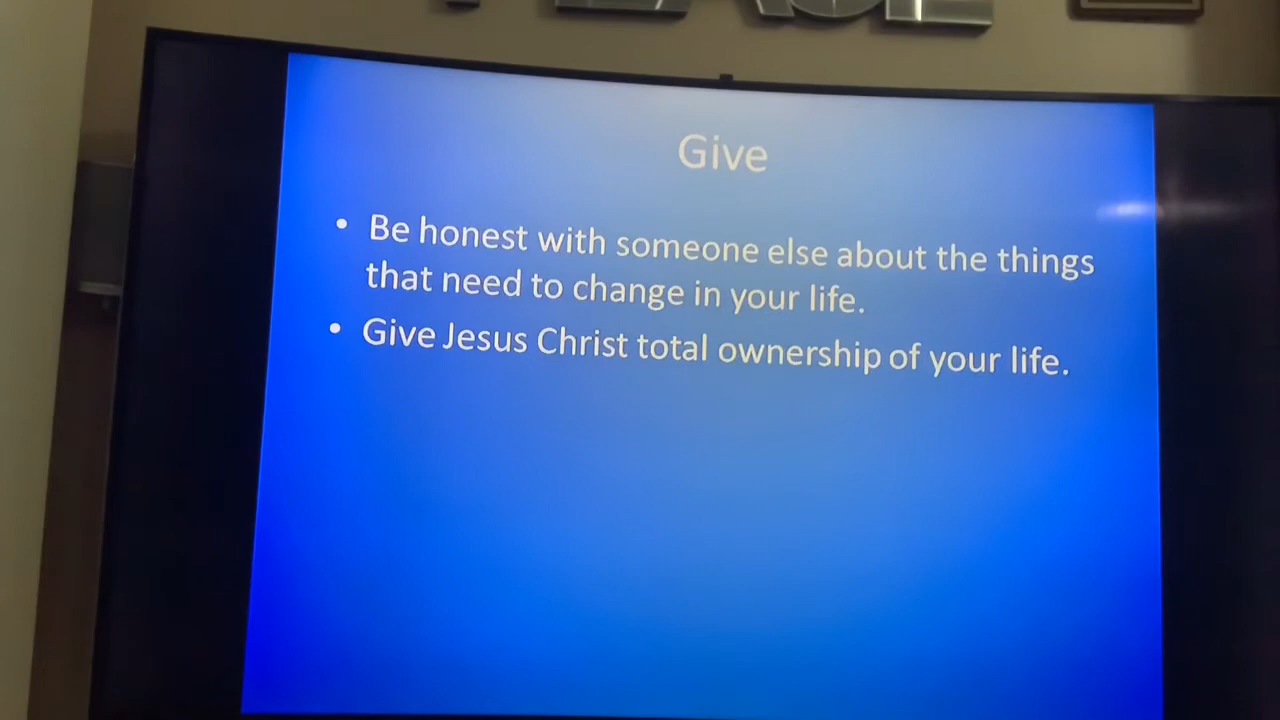 Give
• Be honest with someone else about the things
that need to change in your life.
• Give Jesus Christ total ownership of your life.